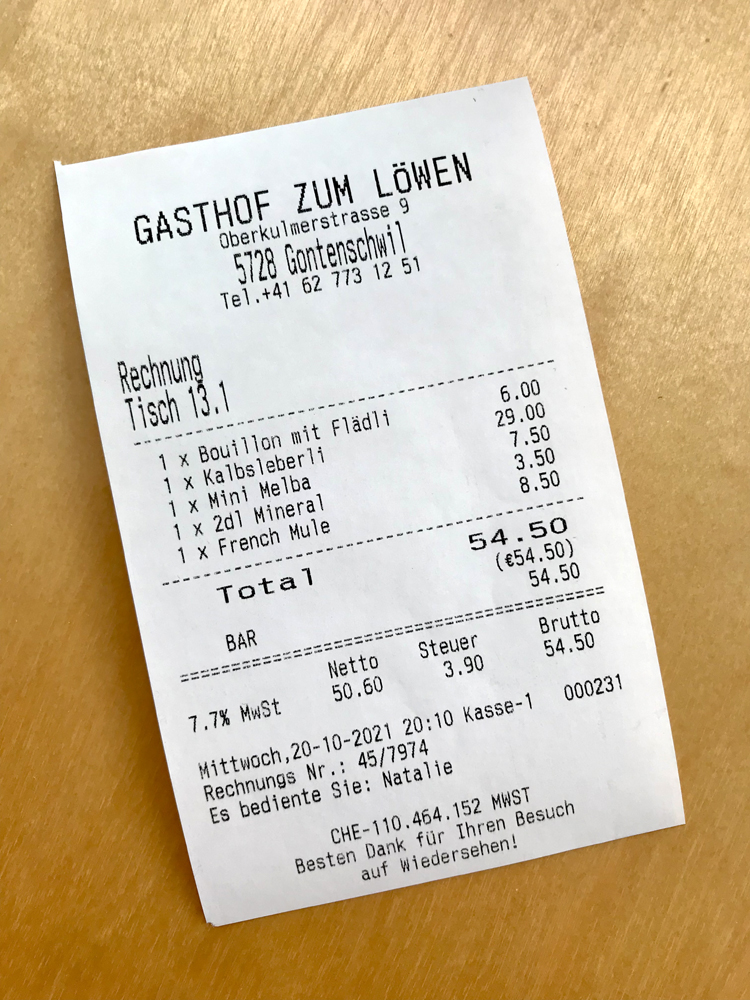 GASTHOF ZUM LÖWEN
Oberkulmerstrasse 9
5728 Gontenschwil
Tel.+41 62 773 12 51
Rechnung
Tisch 13.1
1 x Bouillon mit Flädli 6.00
1 x Kalbsleberli 29.00
1 x Mini Melba 7.50
1 x 2dl Mineral 3.50
1 x French Mule 8.50
Total 54.50
(€54.50)
BAR 54.50
Netto Steuer Brutto
7.7% MwSt 50.60 3.90 54.50
Mittwoch,20-10-2021 20:10 Kasse-1 000231
Rechnungs Nr.: 45/7974
Es bediente Sie: Natalie
CHE-110.464.152 MWST
Besten Dank für Ihren Besuch
auf Wiedersehen!